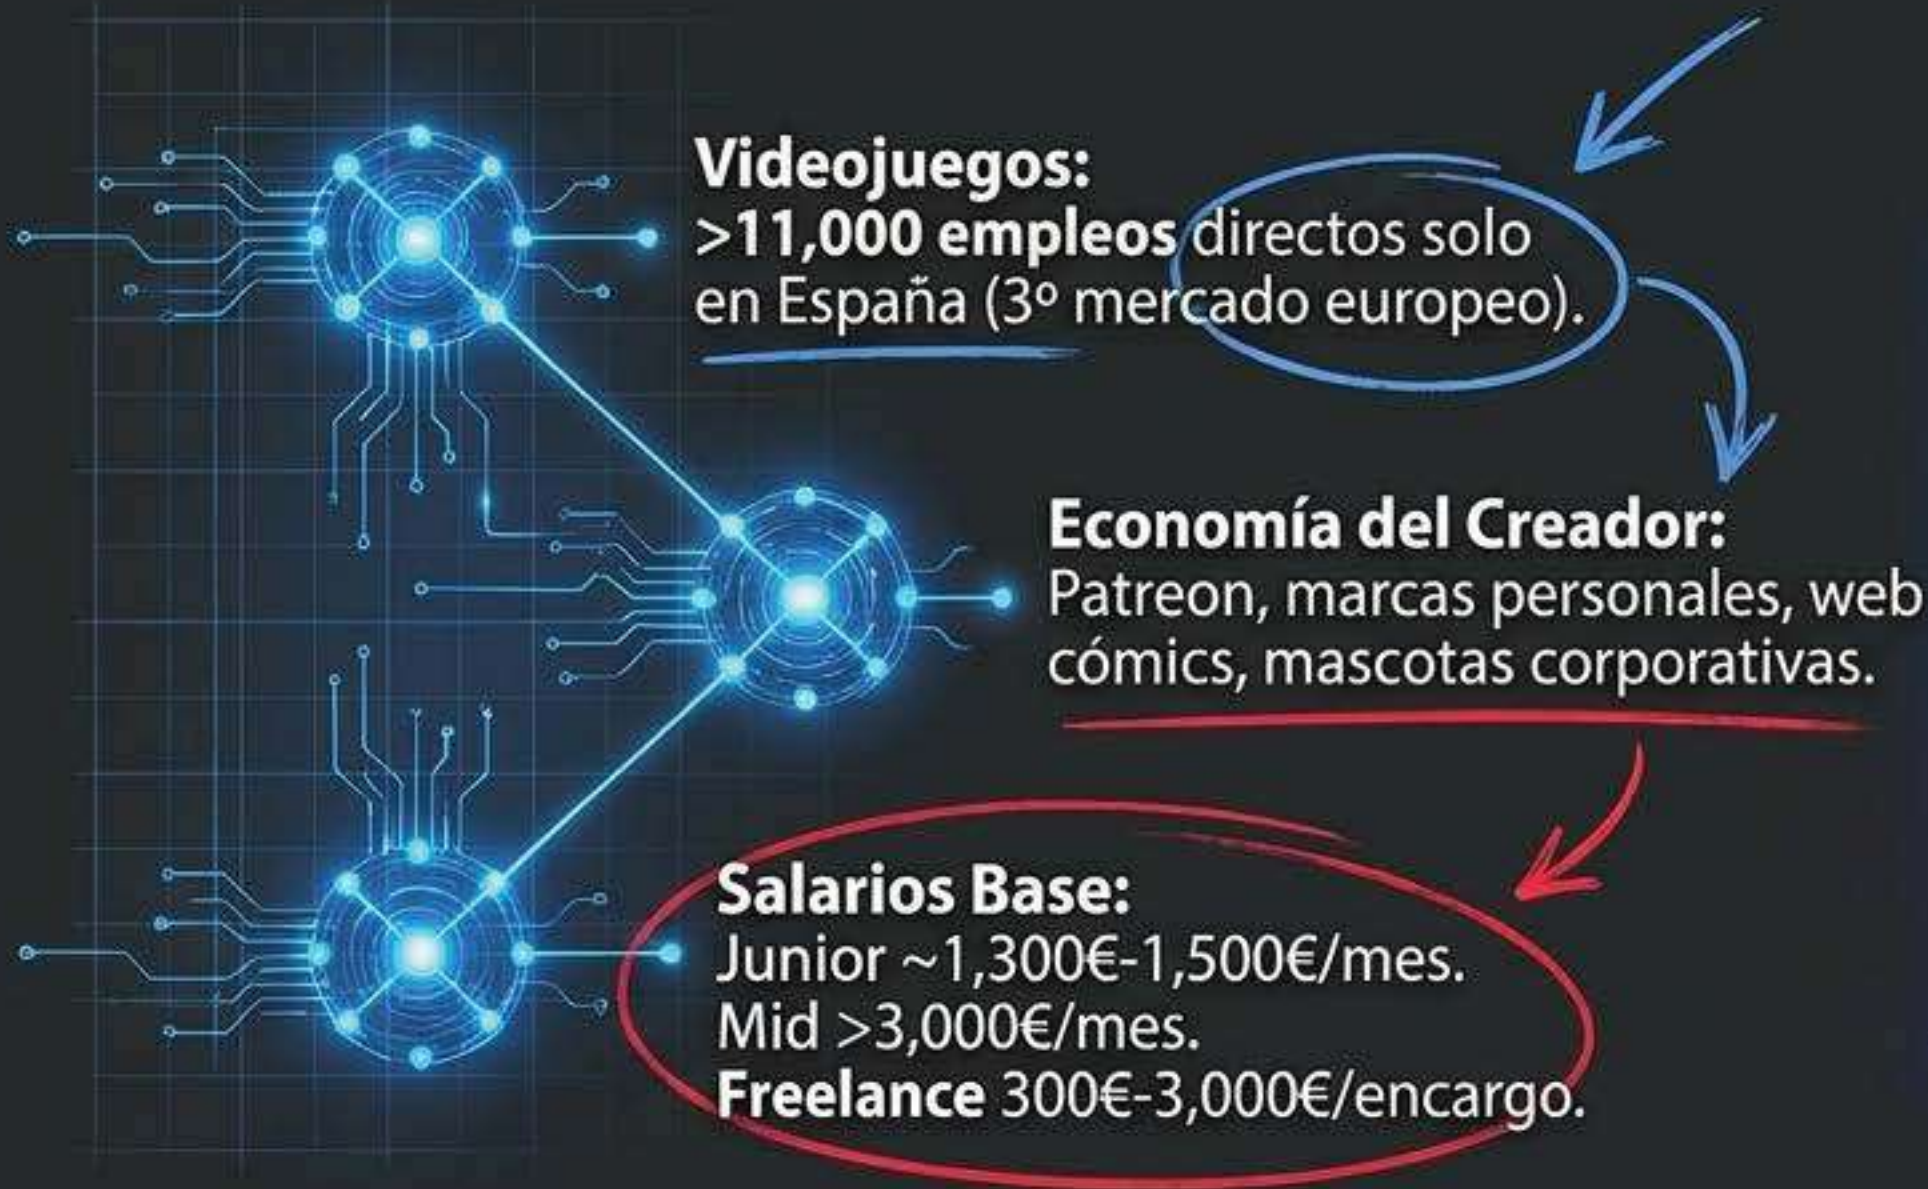 Videojuegos:
>11,000 empleos directos solo
en España (3º mercado europeo).
Economía del Creador:
Patreon, marcas personales, web
cómics, mascotas corporativas.
Salarios Base:
Junior ~1,300€-1,500€/mes.
Mid >3,000€/mes.
Freelance 300€-3,000€/encargo.